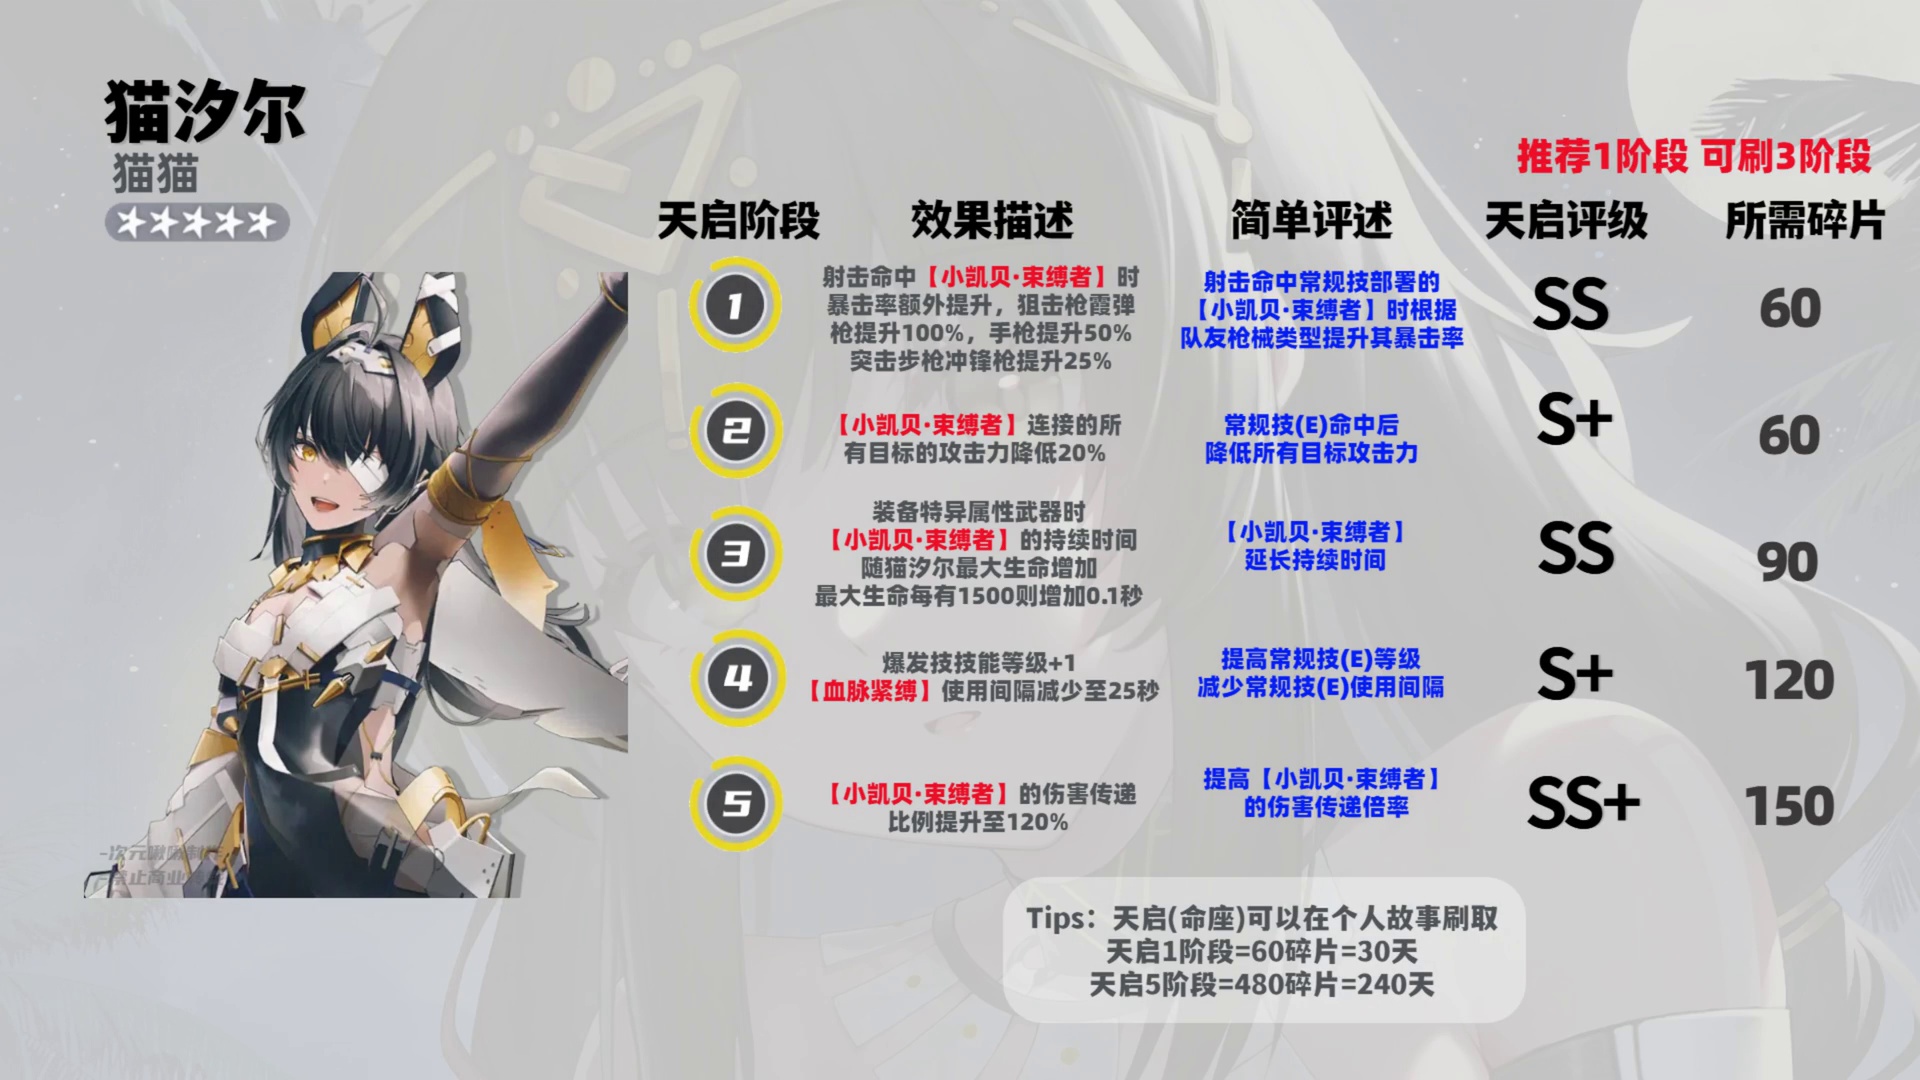 猫汐尔
猫猫
推荐1阶段 可刷3阶段
天启阶段 效果描述 简单评述 天启评级 所需碎片
1
射击命中【小凯贝·束缚者】时
暴击率额外提升，狙击枪霞弹
枪提升100%，手枪提升50%
突击步枪冲锋枪提升25%
射击命中常规技部署的
【小凯贝·束缚者】时根据
队友枪械类型提升其暴击率
SS
60
2
【小凯贝·束缚者】连接的所
有目标的攻击力降低20%
常规技(E)命中后
降低所有目标攻击力
S+
60
3
装备特异属性武器时
【小凯贝·束缚者】的持续时间
随猫汐尔最大生命增加
最大生命每有1500则增加0.1秒
【小凯贝·束缚者】
延长持续时间
SS
90
4
爆发技技能等级+1
【血脉紧缚】使用间隔减少至25秒
提高常规技(E)等级
减少常规技(E)使用间隔
S+
120
5
【小凯贝·束缚者】的伤害传递
比例提升至120%
提高【小凯贝·束缚者】
的伤害传递倍率
SS+
150
-次元啾
禁止商业
Tips：天启(命座)可以在个人故事刷取
天启1阶段=60碎片=30天
天启5阶段=480碎片=240天